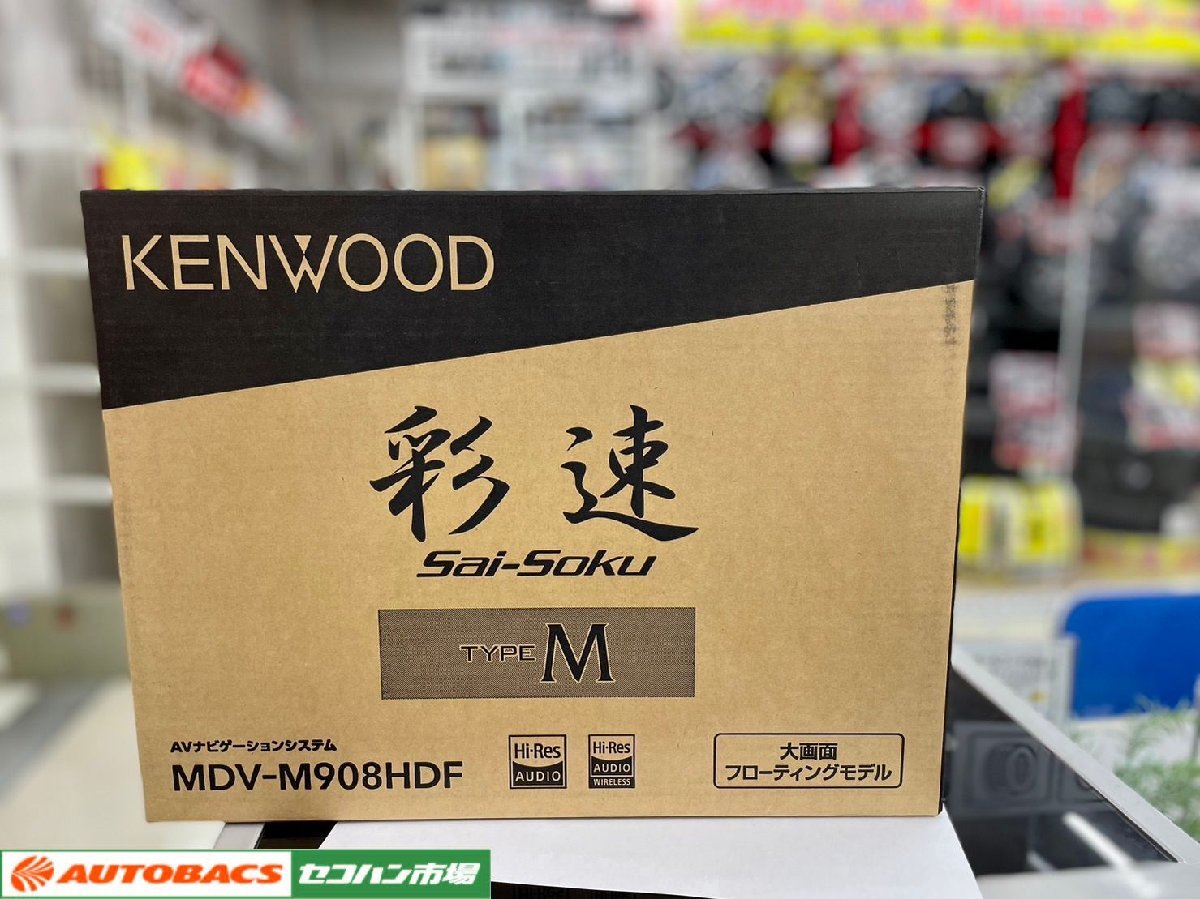 KENWOOD
彩速
Sai-Soku
TYPE M
AVナビゲーションシステム
MDV-M908HDF
Hi-Res
AUDIO
Hi-Res
AUDIO
WIRELESS
大画面
フローティングモデル
AUTOBACS セコハン市場